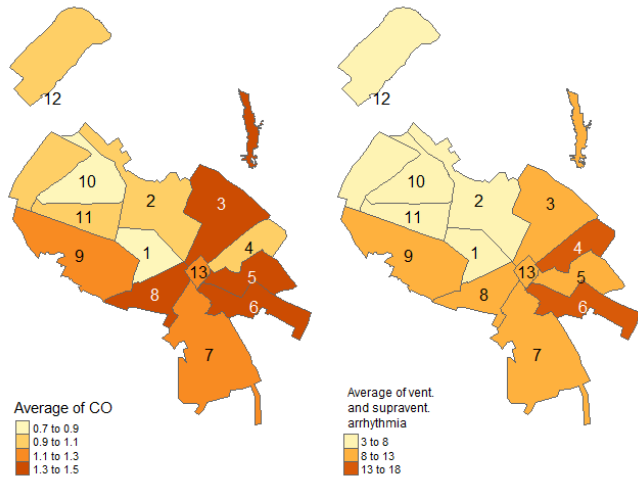 12
10
2
3
11
9
1
4
13
5
8
6
7
Average of CO
0.7 to 0.9
0.9 to 1.1
1.1 to 1.3
1.3 to 1.5
12
10
2
3
11
4
9
1
13
5
8
6
7
Average of vent.
and supravent.
arrhythmia
3 to 8
8 to 13
13 to 18